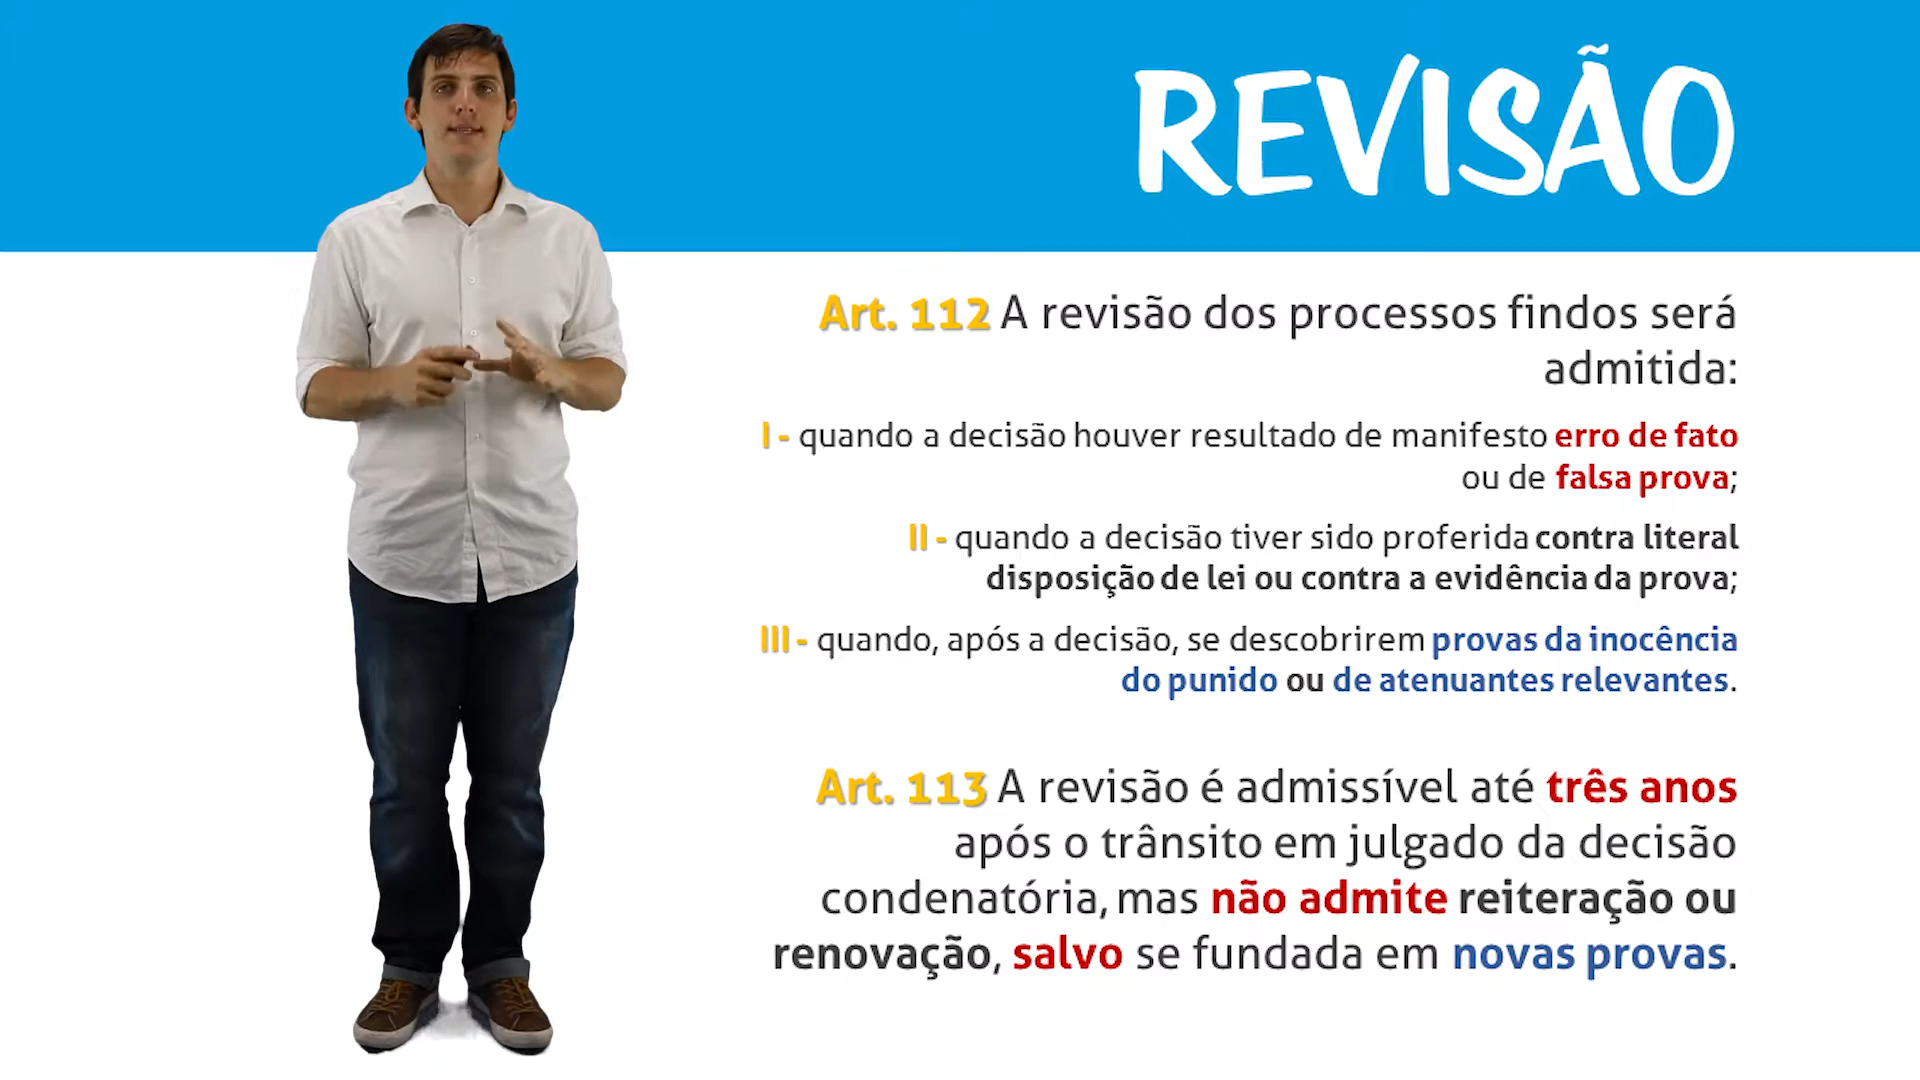 REVISÃO
Art. 112 A revisão dos processos findos será
admitida:
I - quando a decisão houver resultado de manifesto erro de fato
ou de falsa prova;
II - quando a decisão tiver sido proferida contra literal
disposição de lei ou contra a evidência da prova;
III - quando, após a decisão, se descobrirem provas da inocência
do punido ou de atenuantes relevantes.
Art. 113 A revisão é admissível até três anos
após o trânsito em julgado da decisão
condenatória, mas não admite reiteração ou
renovação, salvo se fundada em novas provas.